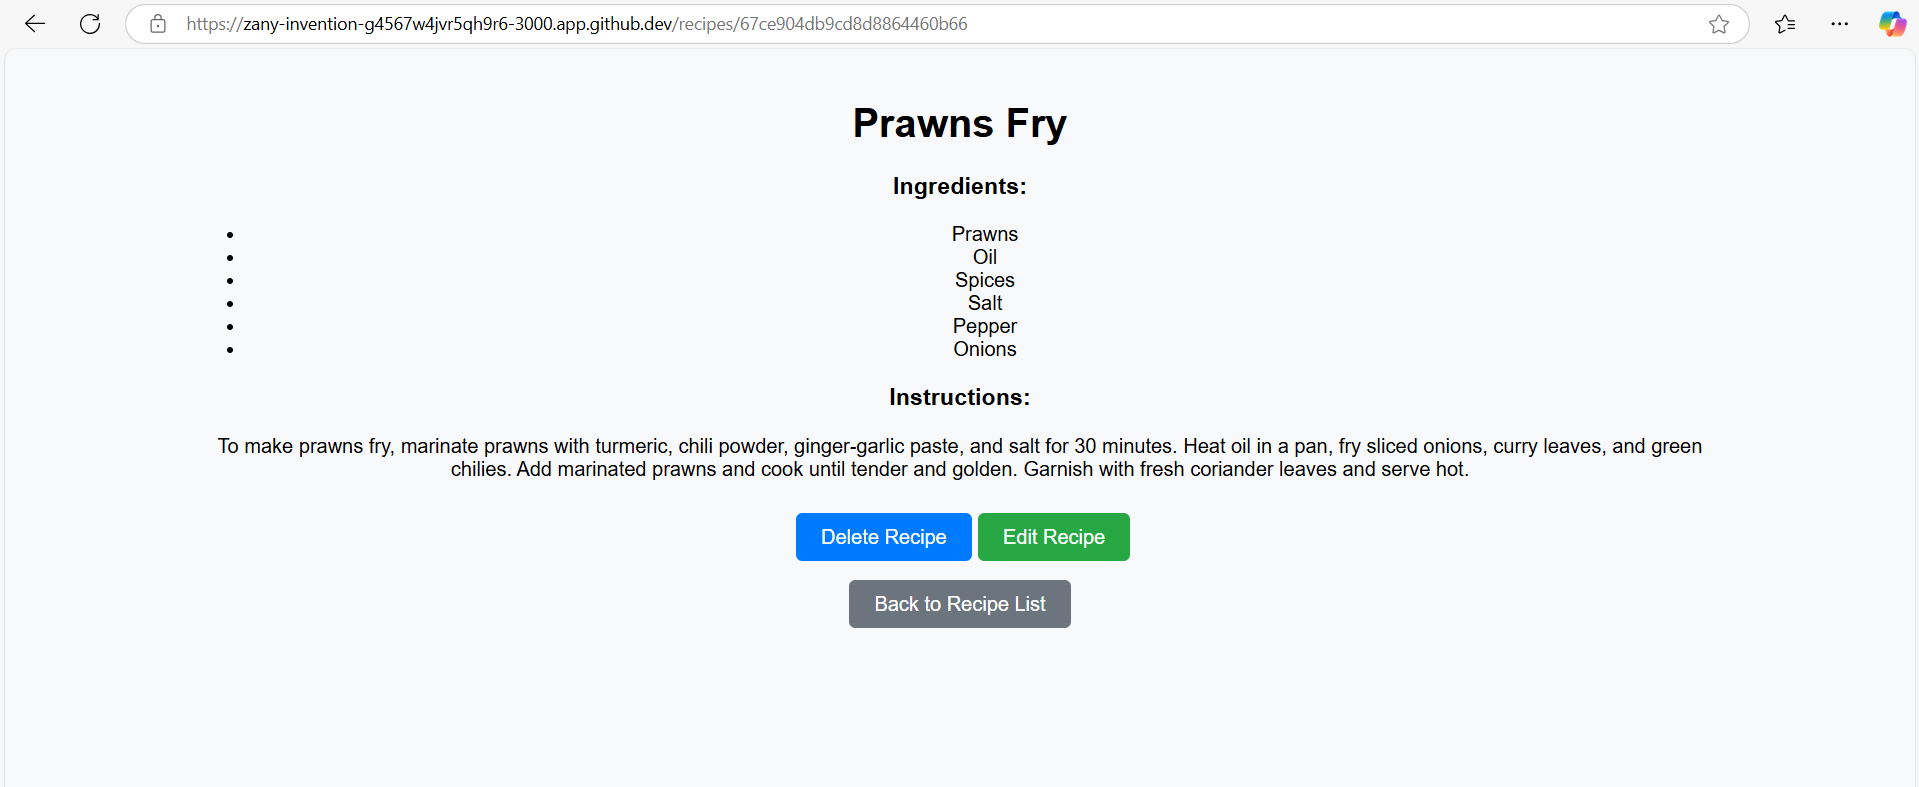 https://zany-invention-g4567w4jvr5qh9r6-3000.app.github.dev/recipes/67ce904db9cd8d8864460b66
Prawns Fry
Ingredients:
• Prawns
• Oil
• Spices
• Salt
• Pepper
• Onions
Instructions:
To make prawns fry, marinate prawns with turmeric, chili powder, ginger-garlic paste, and salt for 30 minutes. Heat oil in a pan, fry sliced onions, curry leaves, and green
chilies. Add marinated prawns and cook until tender and golden. Garnish with fresh coriander leaves and serve hot.
Delete Recipe Edit Recipe
Back to Recipe List